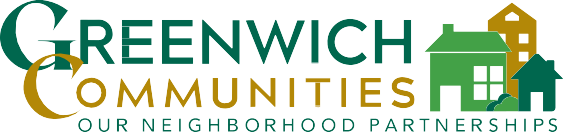 GREENWICH
COMMUNITIES
OUR NEIGHBORHOOD PARTNERSHIPS